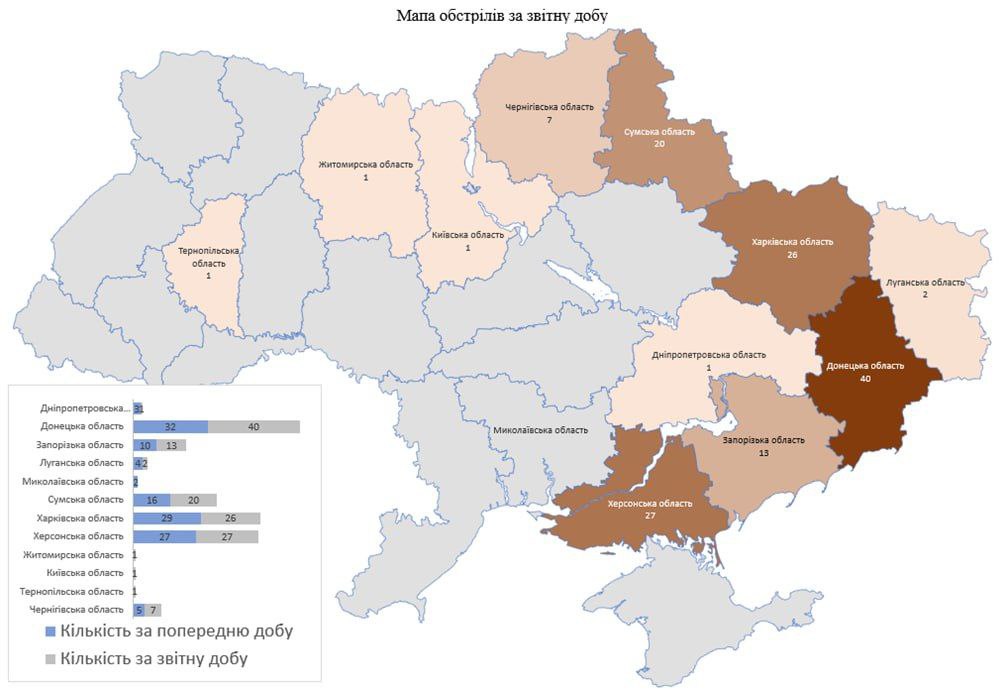 Мапа обстрілів за звітну добу
Чернігівська область
7
Сумська область
20
Житомирська область
1
Київська область
1
Тернопільська
область
1
Харківська область
26
Луганська область
2
Дніпропетровська область
1
Донецька область
40
Миколаївська область
Запорізька область
13
Херсонська область
27
Дніпропетровська... 3 1
Донецька область 32 40
Запорізька область 10 13
Луганська область 4 2
Миколаївська область 2
Сумська область 16 20
Харківська область 29 26
Херсонська область 27 27
Житомирська область 1
Київська область 1
Тернопільська область 1
Чернігівська область 5 7
Кількість за попередню добу
Кількість за звітну добу